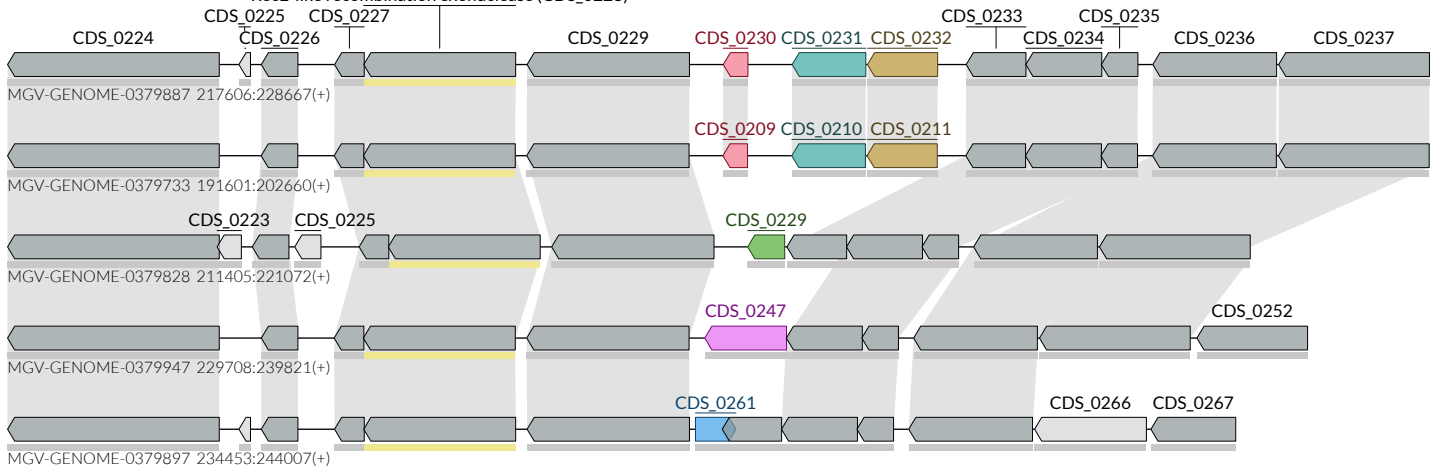 CDS_0225 CDS_0227 CDS_0233 CDS_0235
CDS_0224 CDS_0226 CDS_0229 CDS_0230 CDS_0231 CDS_0232 CDS_0234 CDS_0236 CDS_0237
MGV-GENOME-0379887 217606:228667(+)
CDS_0209 CDS_0210 CDS_0211
MGV-GENOME-0379733 191601:202660(+)
CDS_0223 CDS_0225 CDS_0229
MGV-GENOME-0379828 211405:221072(+)
CDS_0247 CDS_0252
MGV-GENOME-0379947 229708:239821(+)
CDS_0261 CDS_0266 CDS_0267
MGV-GENOME-0379897 234453:244007(+)